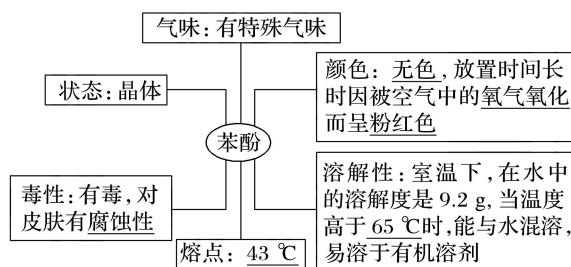 气味:有特殊气味
状态:晶体
颜色:无色,放置时间长
时因被空气中的氧气氧化
而呈粉红色
苯酚
毒性:有毒,对
皮肤有腐蚀性
溶解性:室温下,在水中
的溶解度是 9.2 g,当温度
高于 65 ℃时,能与水混溶,
易溶于有机溶剂
熔点:43 ℃